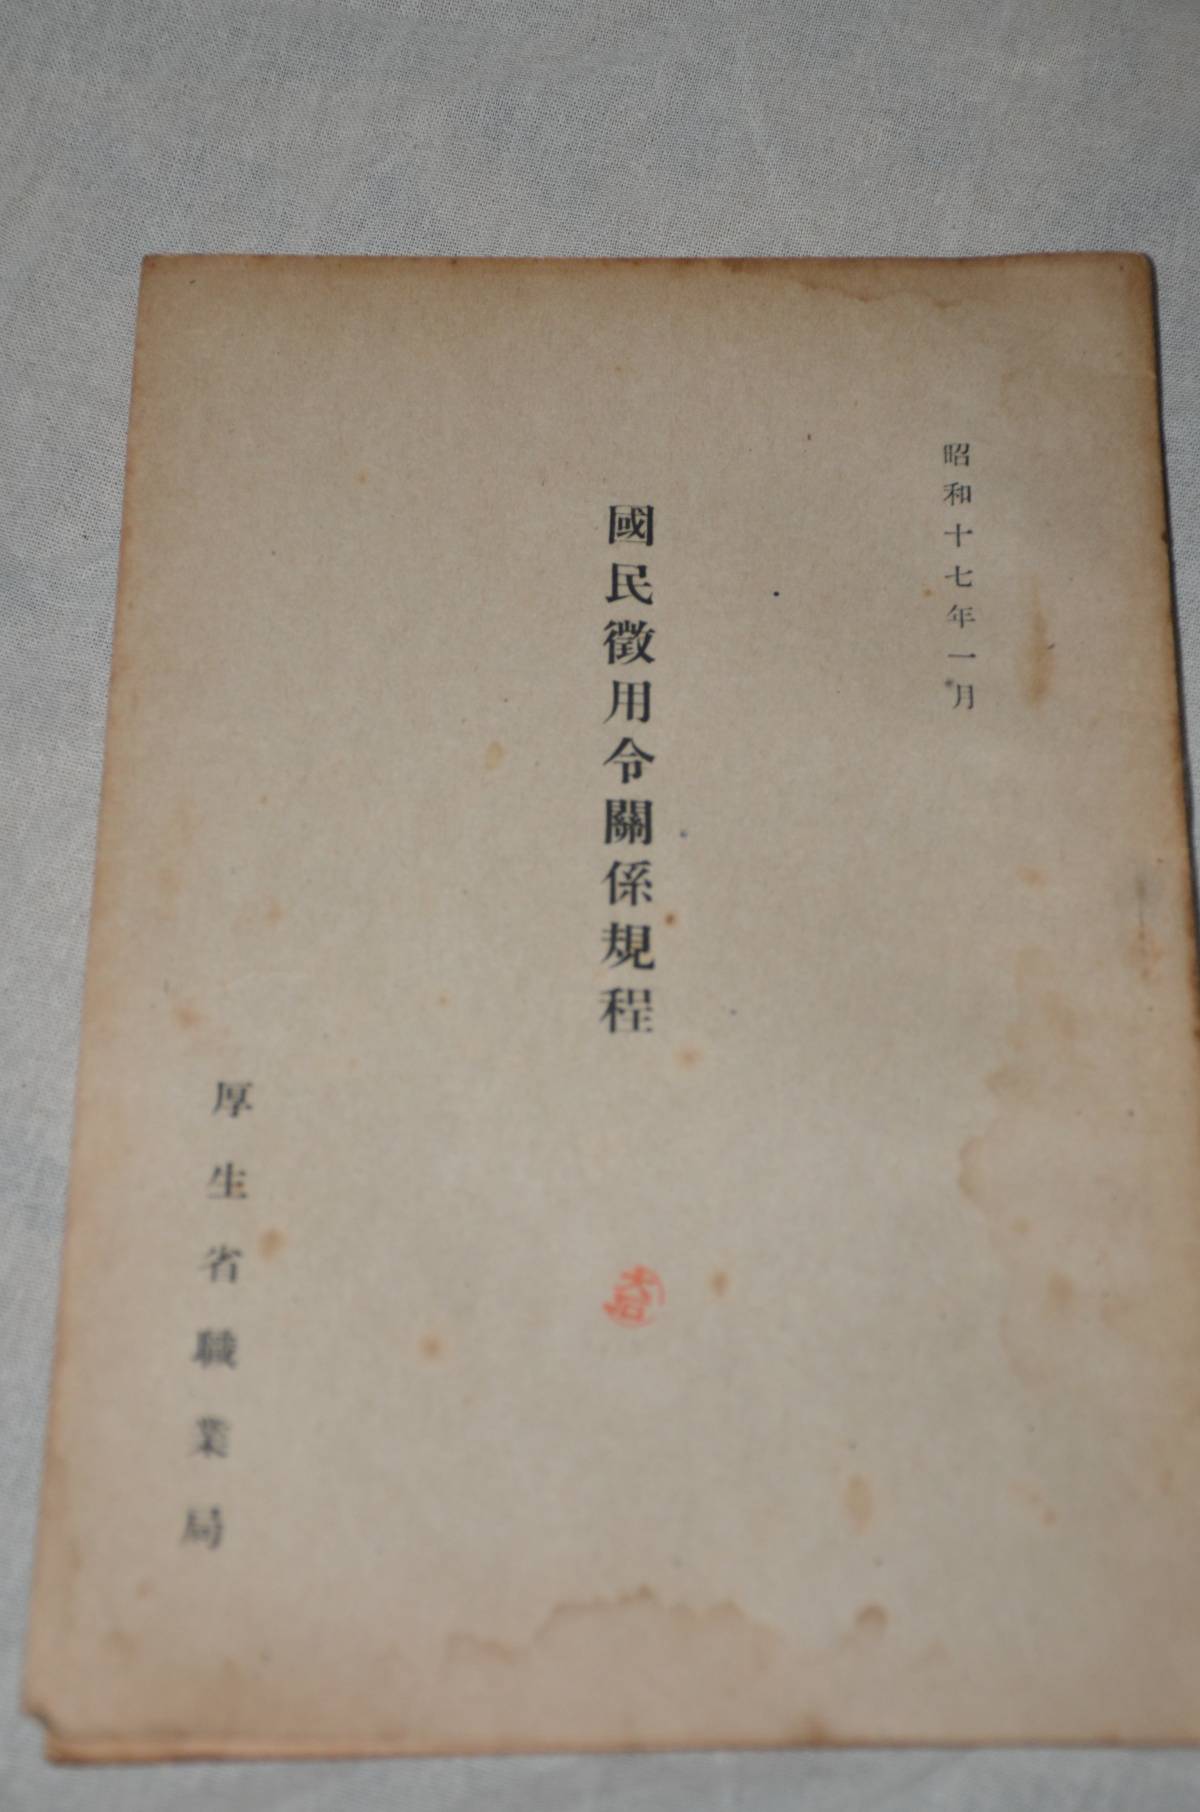 昭和十七年一月
國民徵用令關係規程
厚生省職業局